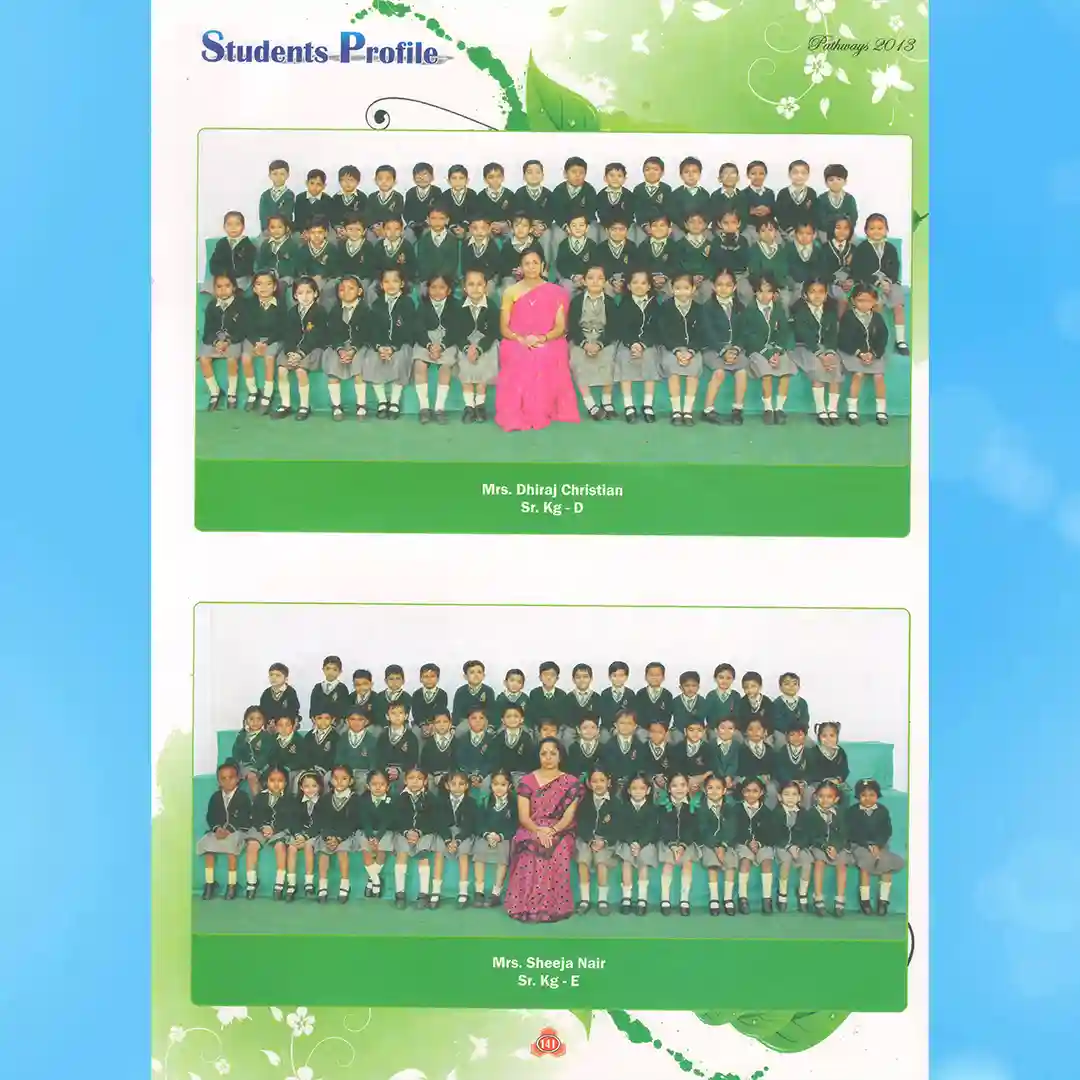 Students Profile
Pathways 2013
Mrs. Dhiraj Christian
Sr. Kg - D
Mrs. Sheeja Nair
Sr. Kg - E
141